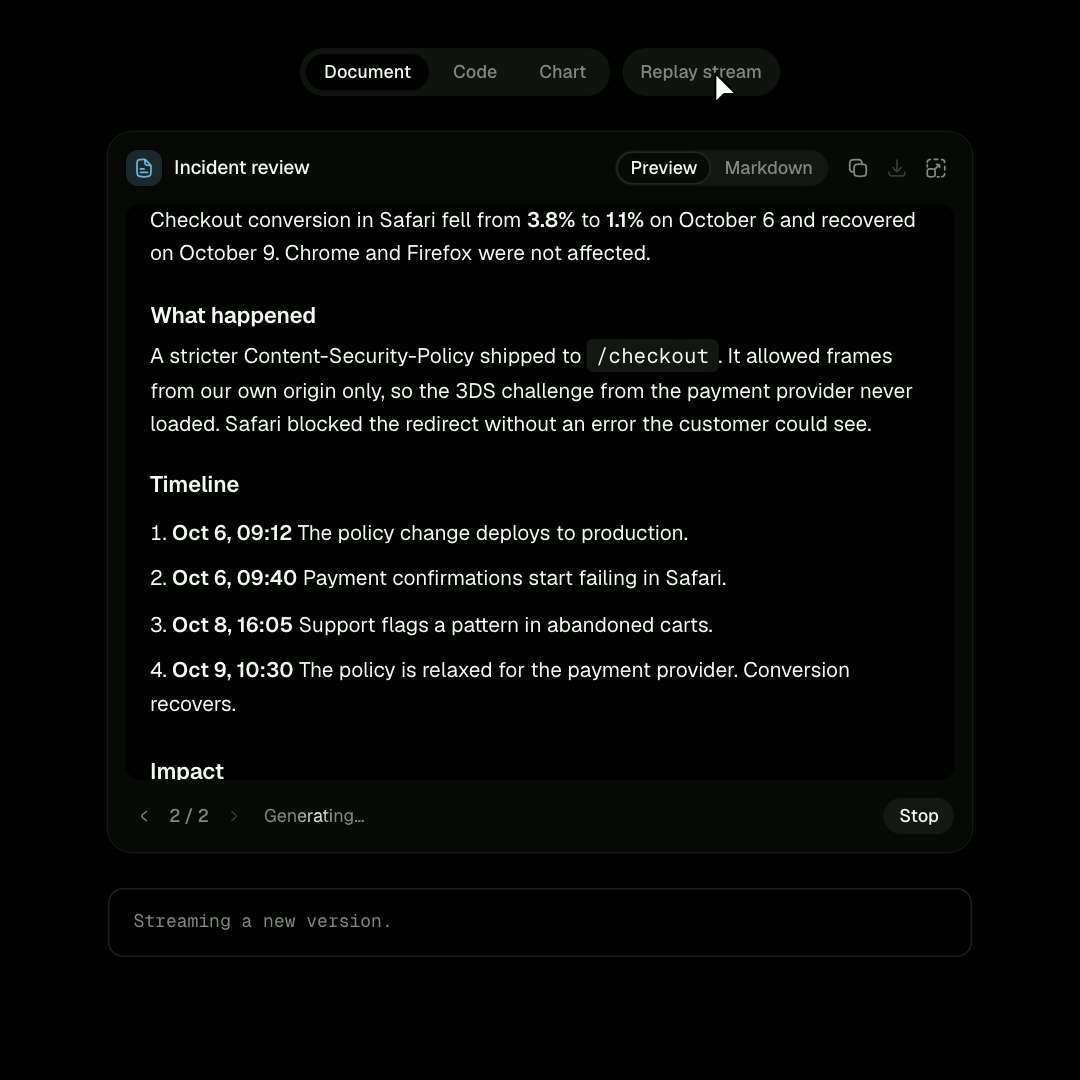 Document Code Chart Replay stream
Incident review Preview Markdown
Checkout conversion in Safari fell from 3.8% to 1.1% on October 6 and recovered
on October 9. Chrome and Firefox were not affected.
What happened
A stricter Content-Security-Policy shipped to /checkout. It allowed frames
from our own origin only, so the 3DS challenge from the payment provider never
loaded. Safari blocked the redirect without an error the customer could see.
Timeline
1. Oct 6, 09:12 The policy change deploys to production.
2. Oct 6, 09:40 Payment confirmations start failing in Safari.
3. Oct 8, 16:05 Support flags a pattern in abandoned carts.
4. Oct 9, 10:30 The policy is relaxed for the payment provider. Conversion
recovers.
Impact
2 / 2 Generating… Stop
Streaming a new version.